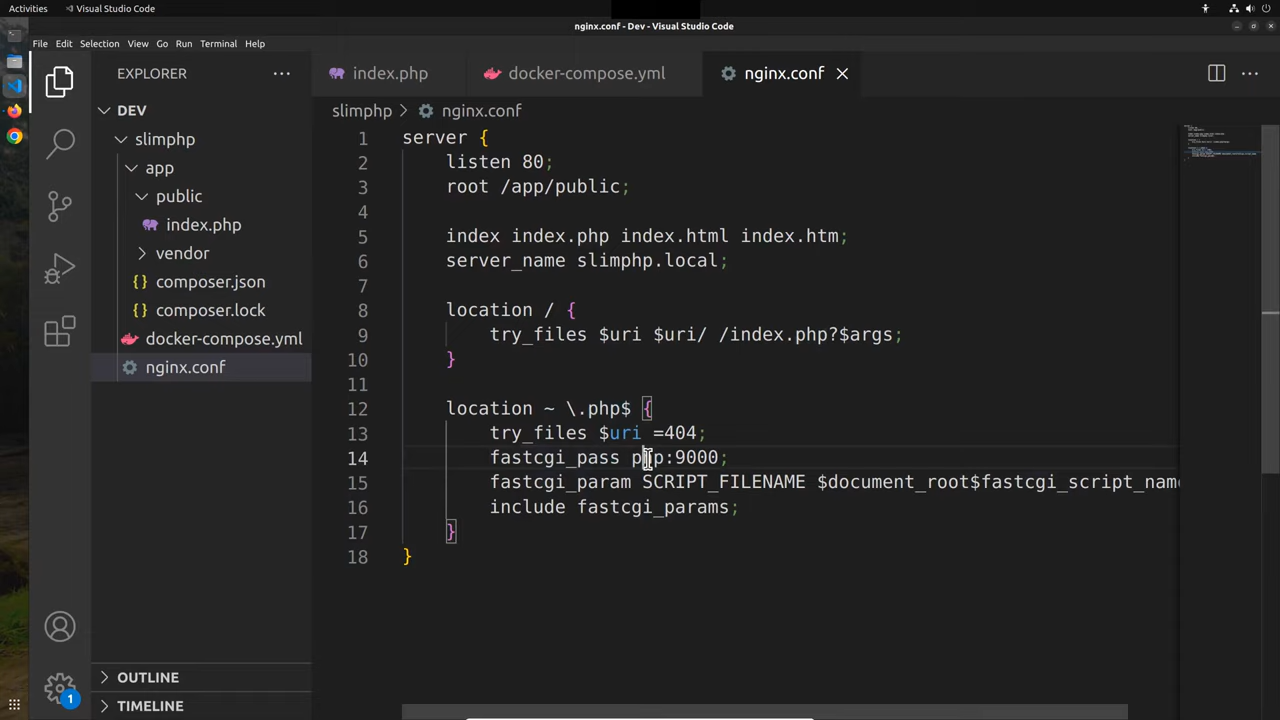 Activities
Visual Studio Code
nginx.conf - Dev - Visual Studio Code
File Edit Selection View Go Run Terminal Help
EXPLORER
index.php
docker-compose.yml
nginx.conf
DEV
slimphp
app
public
index.php
vendor
composer.json
composer.lock
docker-compose.yml
nginx.conf
OUTLINE
TIMELINE
1
slimphp > nginx.conf
1 server {
2 listen 80;
3 root /app/public;
4
5 index index.php index.html index.htm;
6 server_name slimphp.local;
7
8 location / {
9 try_files $uri $uri/ /index.php?$args;
10 }
11
12 location ~ \.php$ {
13 try_files $uri =404;
14 fastcgi_pass php:9000;
15 fastcgi_param SCRIPT_FILENAME $document_root$fastcgi_script_name
16 include fastcgi_params;
17 }
18 }